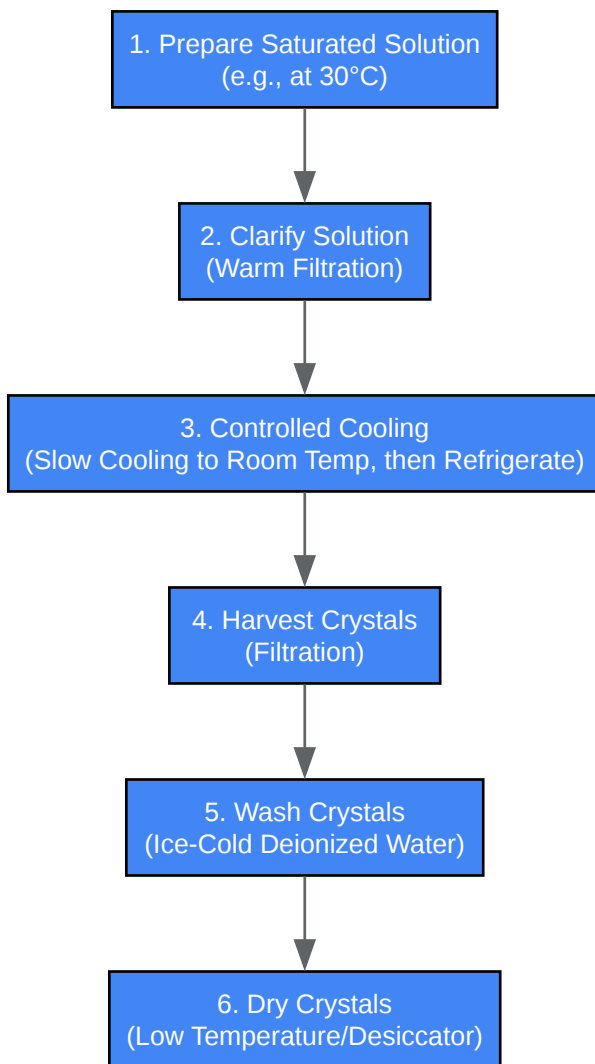 1. Prepare Saturated Solution
(e.g., at 30°C)
2. Clarify Solution
(Warm Filtration)
3. Controlled Cooling
(Slow Cooling to Room Temp, then Refrigerate)
4. Harvest Crystals
(Filtration)
5. Wash Crystals
(Ice-Cold Deionized Water)
6. Dry Crystals
(Low Temperature/Desiccator)